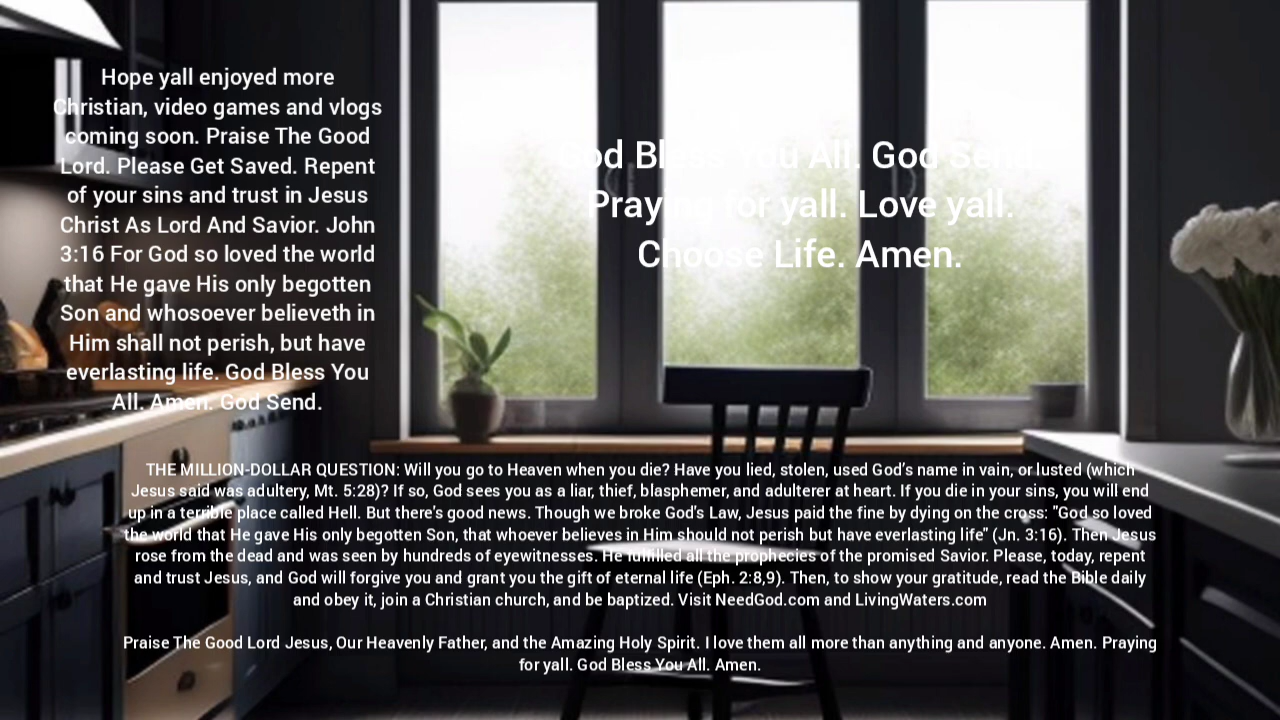 Hope yall enjoyed more
Christian, video games and vlogs
coming soon. Praise The Good
Lord. Please Get Saved. Repent
of your sins and trust in Jesus
Christ As Lord And Savior. John
3:16 For God so loved the world
that He gave His only begotten
Son and whosoever believeth in
Him shall not perish, but have
everlasting life. God Bless You
All. Amen. God Send.
God Bless You All. God Send.
Praying for yall. Love yall.
Choose Life. Amen.
THE MILLION-DOLLAR QUESTION: Will you go to Heaven when you die? Have you lied, stolen, used God's name in vain, or lusted (which
Jesus said was adultery, Mt. 5:28)? If so, God sees you as a liar, thief, blasphemer, and adulterer at heart. If you die in your sins, you will end
up in a terrible place called Hell. But there's good news. Though we broke God's Law, Jesus paid the fine by dying on the cross: "God so loved
the world that He gave His only begotten Son, that whoever believes in Him should not perish but have everlasting life" (Jn. 3:16). Then Jesus
rose from the dead and was seen by hundreds of eyewitnesses. He fulfilled all the prophecies of the promised Savior. Please, today, repent
and trust Jesus, and God will forgive you and grant you the gift of eternal life (Eph. 2:8,9). Then, to show your gratitude, read the Bible daily
and obey it, join a Christian church, and be baptized. Visit NeedGod.com and LivingWaters.com
Praise The Good Lord Jesus, Our Heavenly Father, and the Amazing Holy Spirit. I love them all more than anything and anyone. Amen. Praying
for yall. God Bless You All. Amen.